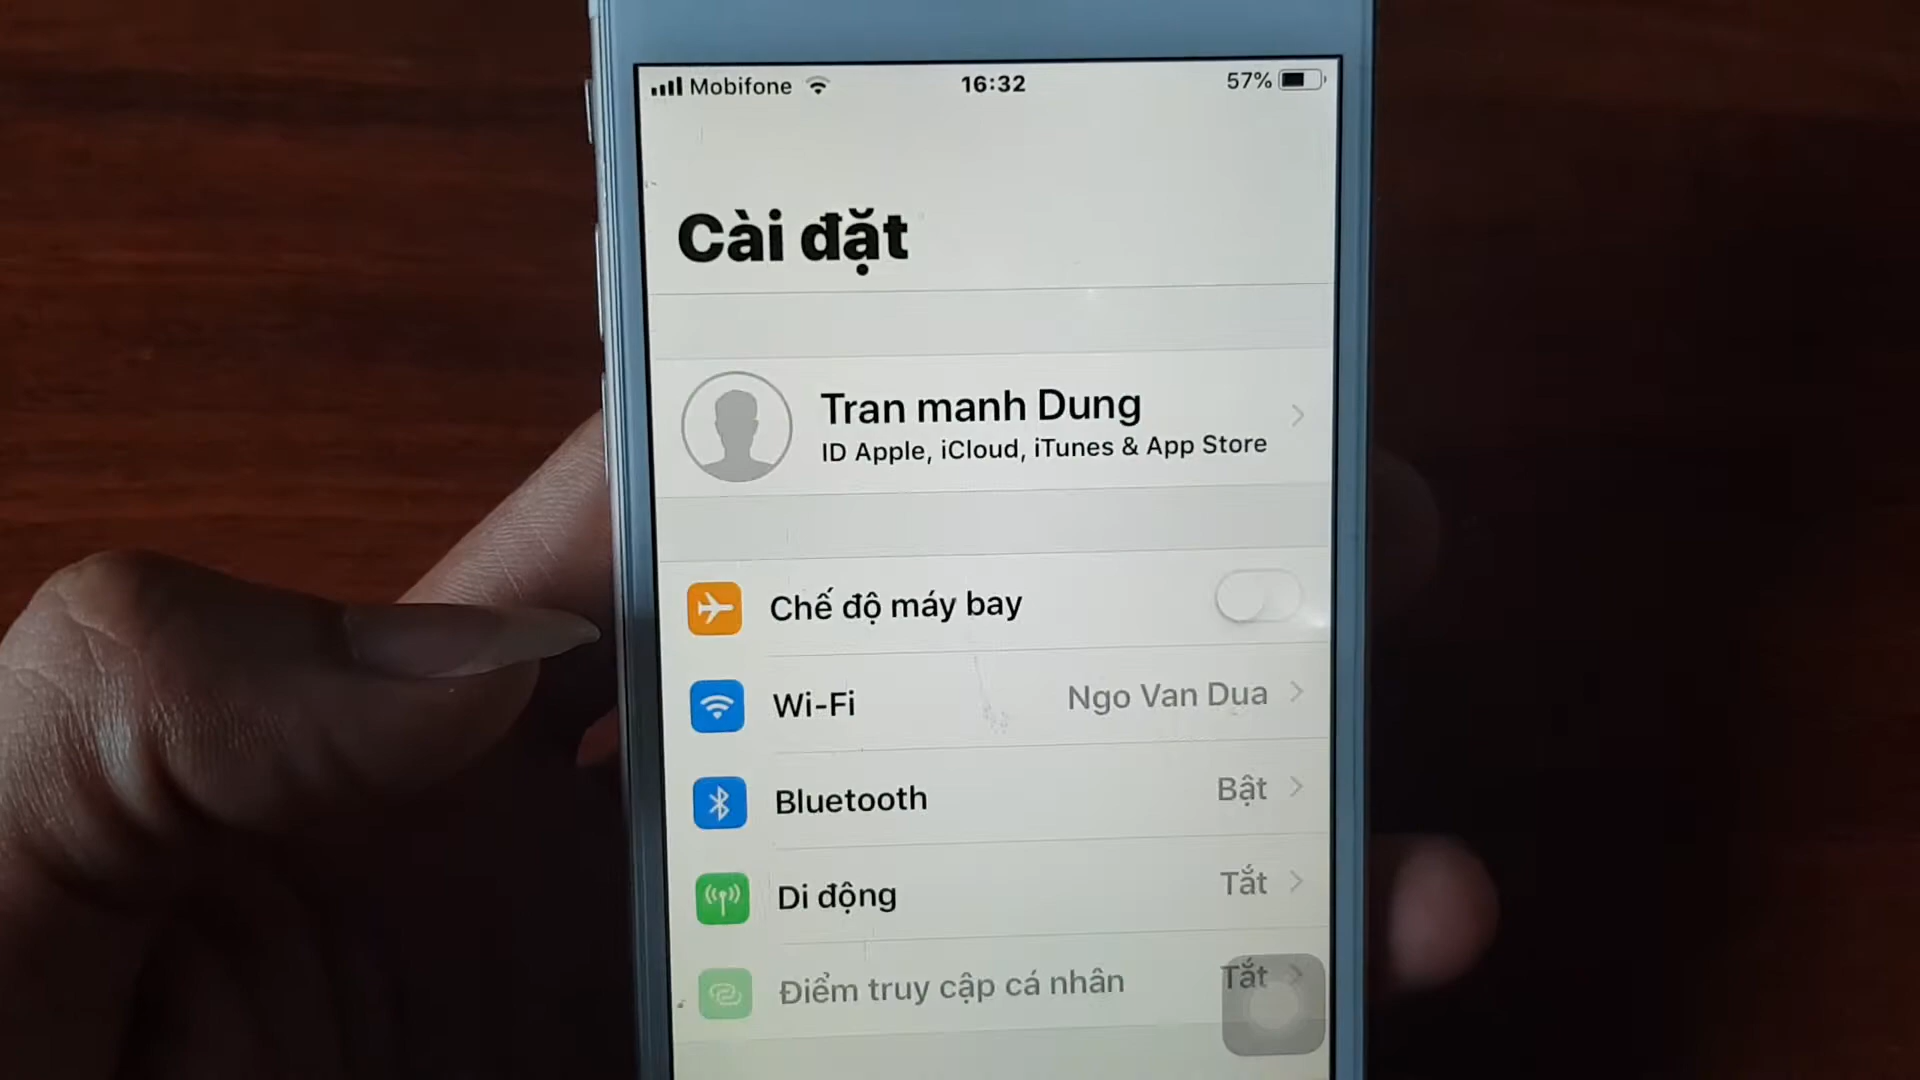 Mobifone 16:32 57%
Cài đặt
Tran manh Dung
ID Apple, iCloud, iTunes & App Store
Chế độ máy bay
Wi-Fi Ngo Van Dua
Bluetooth Bật
Di động Tắt
Điểm truy cập cá nhân Tắt